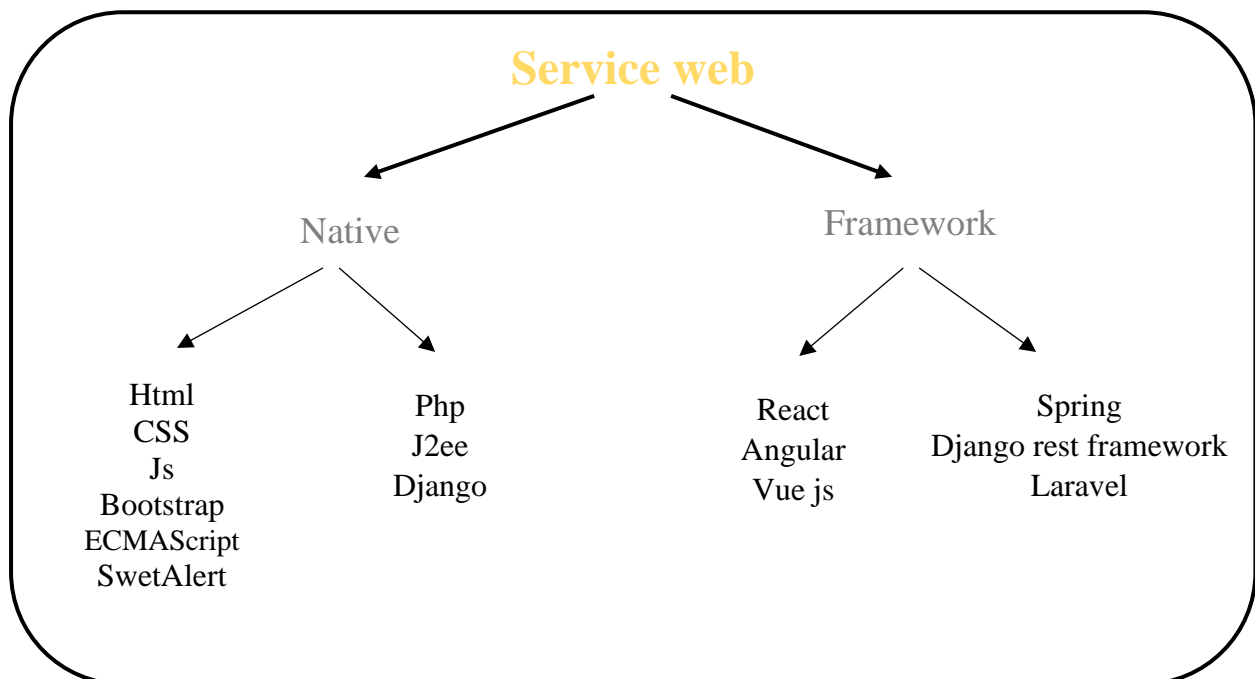 Service web
Native
Framework
Html
CSS
Js
Bootstrap
ECMAScript
SwetAlert
Php
J2ee
Django
React
Angular
Vue js
Spring
Django rest framework
Laravel